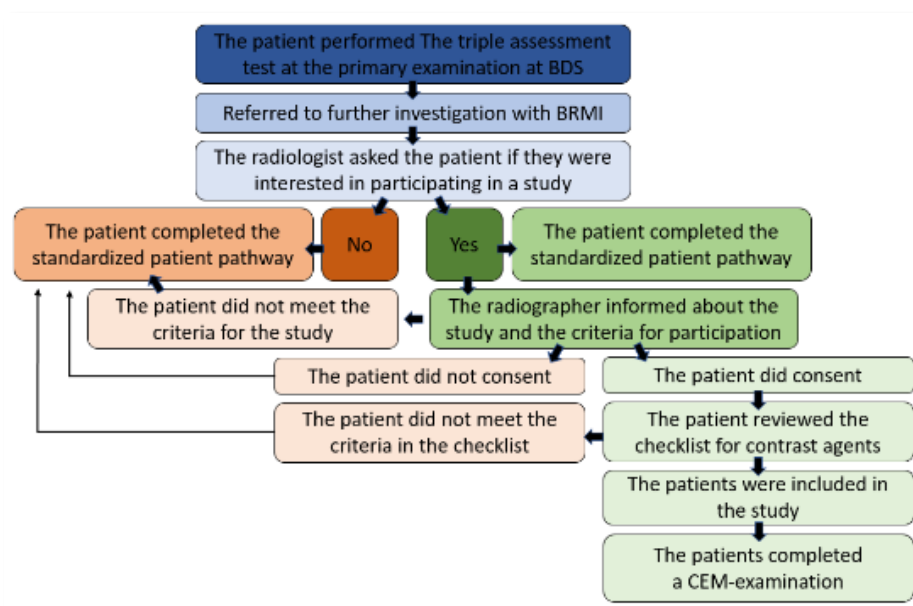 The patient performed The triple assessment
test at the primary examination at BDS
Referred to further investigation with BRMI
The radiologist asked the patient if they were
interested in participating in a study
The patient completed the
standardized patient pathway
No
Yes
The patient completed the
standardized patient pathway
The patient did not meet the
criteria for the study
The radiographer informed about the
study and the criteria for participation
The patient did not consent
The patient did consent
The patient did not meet the
criteria in the checklist
The patient reviewed the
checklist for contrast agents
The patients were included in
the study
The patients completed
a CEM-examination